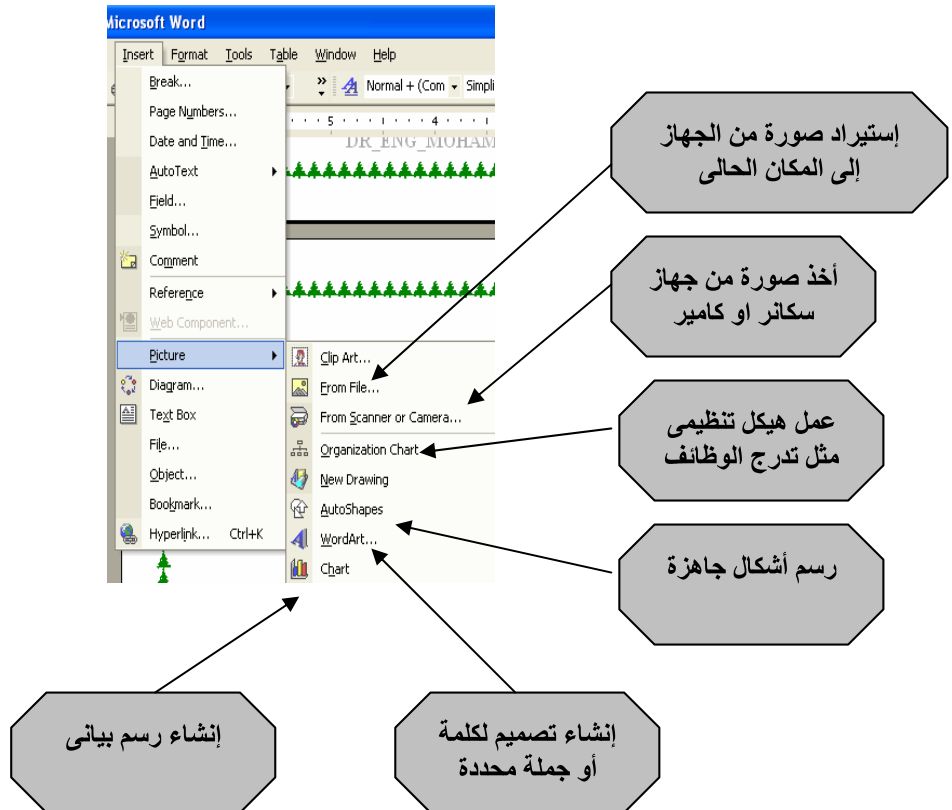 Microsoft Word
Insert Format Tools Table Window Help
Break...
Normal + (Com
Page Numbers...
5 4
Date and Time...
DR_ENG_MOHAM
AutoText
Field...
Symbol...
Comment
Reference
Web Component...
Picture
Diagram...
Text Box
File...
Object...
Bookmark...
Hyperlink... Ctrl+K
Clip Art...
From File...
From Scanner or Camera...
Organization Chart
New Drawing
AutoShapes
WordArt...
Chart
إستيراد صورة من الجهاز
إلى المكان الحالى
أخذ صورة من جهاز
سكانر او كامير
عمل هيكل تنظيمى
مثل تدرج الوظائف
رسم أشكال جاهزة
إنشاء تصميم لكلمة
أو جملة محددة
إنشاء رسم بيانى